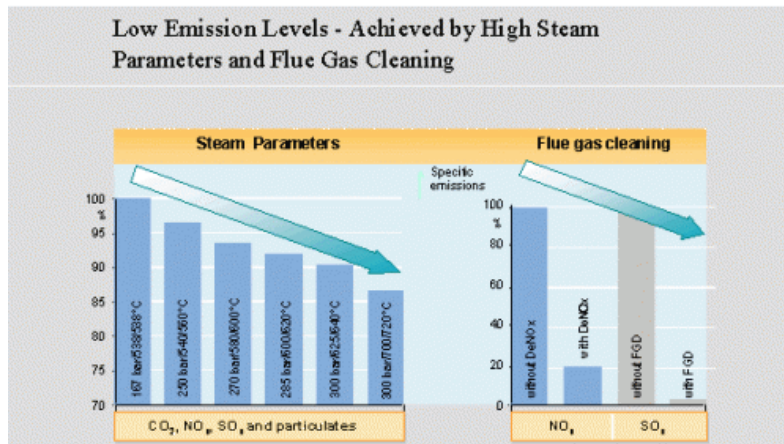 Low Emission Levels - Achieved by High Steam
Parameters and Flue Gas Cleaning
Steam Parameters
100
%
95
90
85
80
75
70
167 bar/538/538°C
250 bar/540/560°C
270 bar/580/600°C
285 bar/600/620°C
300 bar/625/640°C
300 bar/700/720°C
CO₂, NOₓ, SOₓ and particulates
Specific
emissions
Flue gas cleaning
100
%
80
60
40
20
0
without DeNOx
with DeNOx
without FGD
with FGD
NOₓ
SOₓ